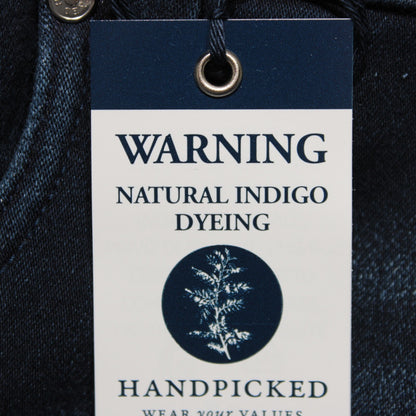 WARNING
NATURAL INDIGO
DYEING
HANDPICKED
WEAR your VALUES